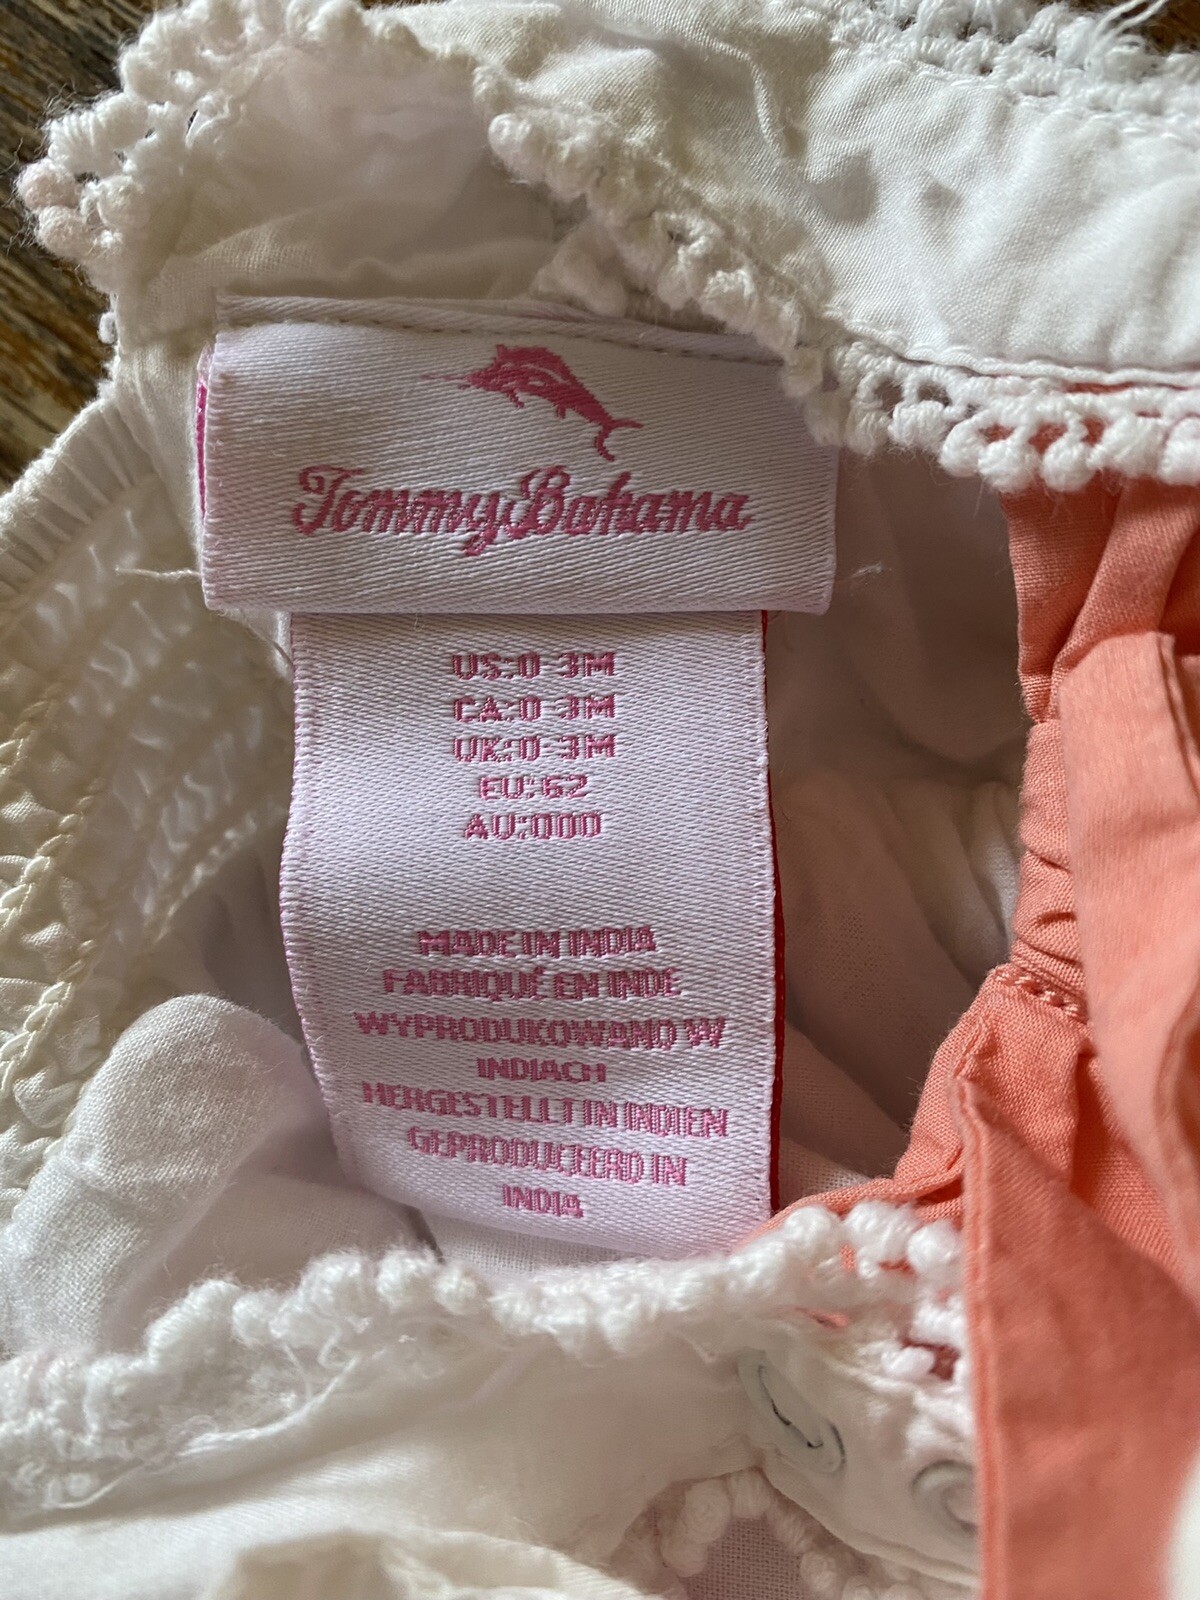 Tommy Bahama
US:0-3M
CA:0-3M
UK:0-3M
EU:62
AU:000
MADE IN INDIA
FABRIQUÉ EN INDE
WYPRODUKOWANO W
INDIACH
HERGESTELLT IN INDIEN
GEPRODUCEERD IN
INDIA